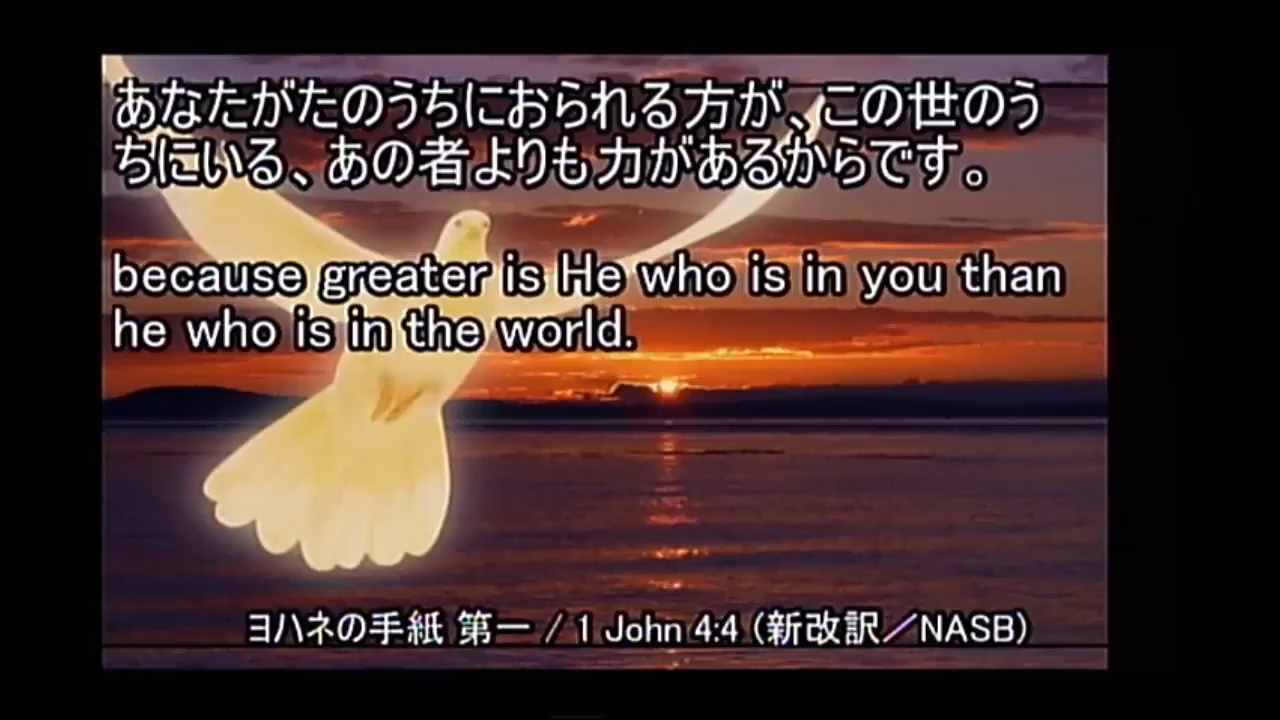 あなたがたのうちにおられる方が、この世のう
ちにいる、あの者よりも力があるからです。
because greater is He who is in you than
he who is in the world.
ヨハネの手紙 第一 / 1 John 4:4 (新改訳／NASB)